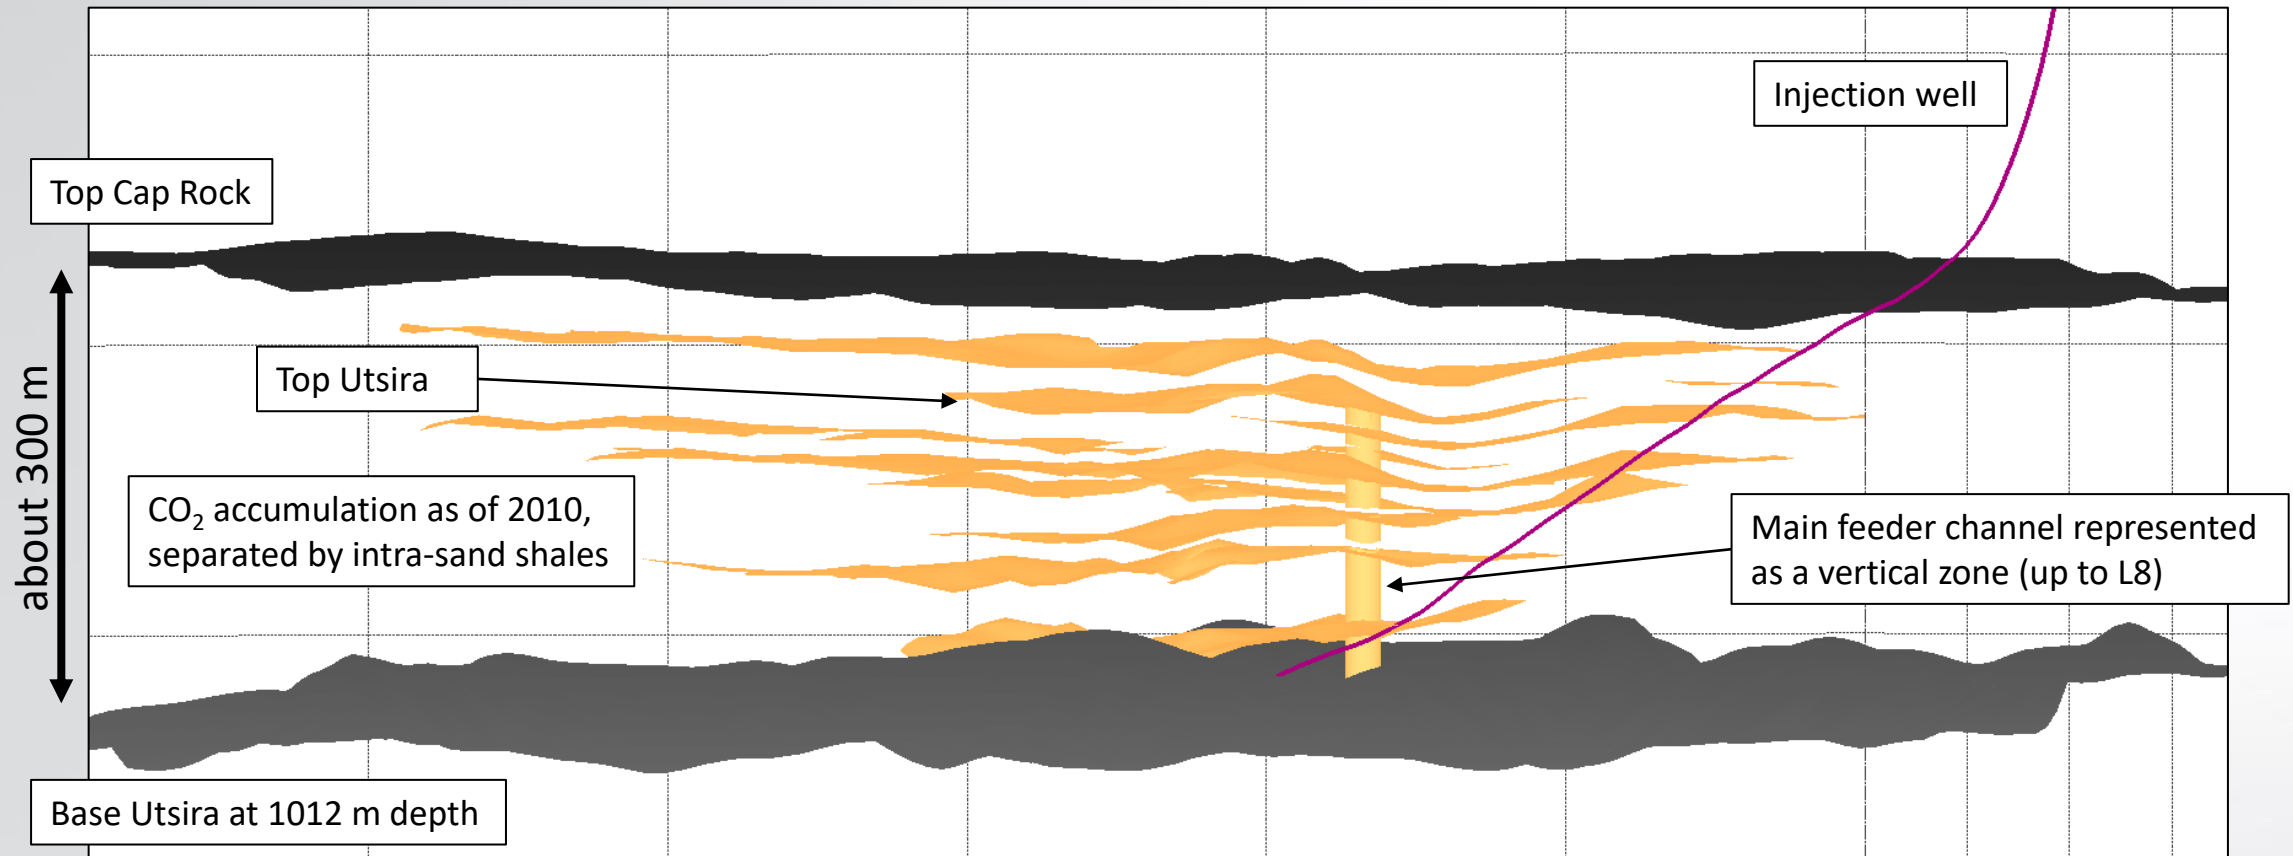 Injection well
Top Cap Rock
Top Utsira
about 300 m
CO₂ accumulation as of 2010,
separated by intra-sand shales
Main feeder channel represented
as a vertical zone (up to L8)
Base Utsira at 1012 m depth